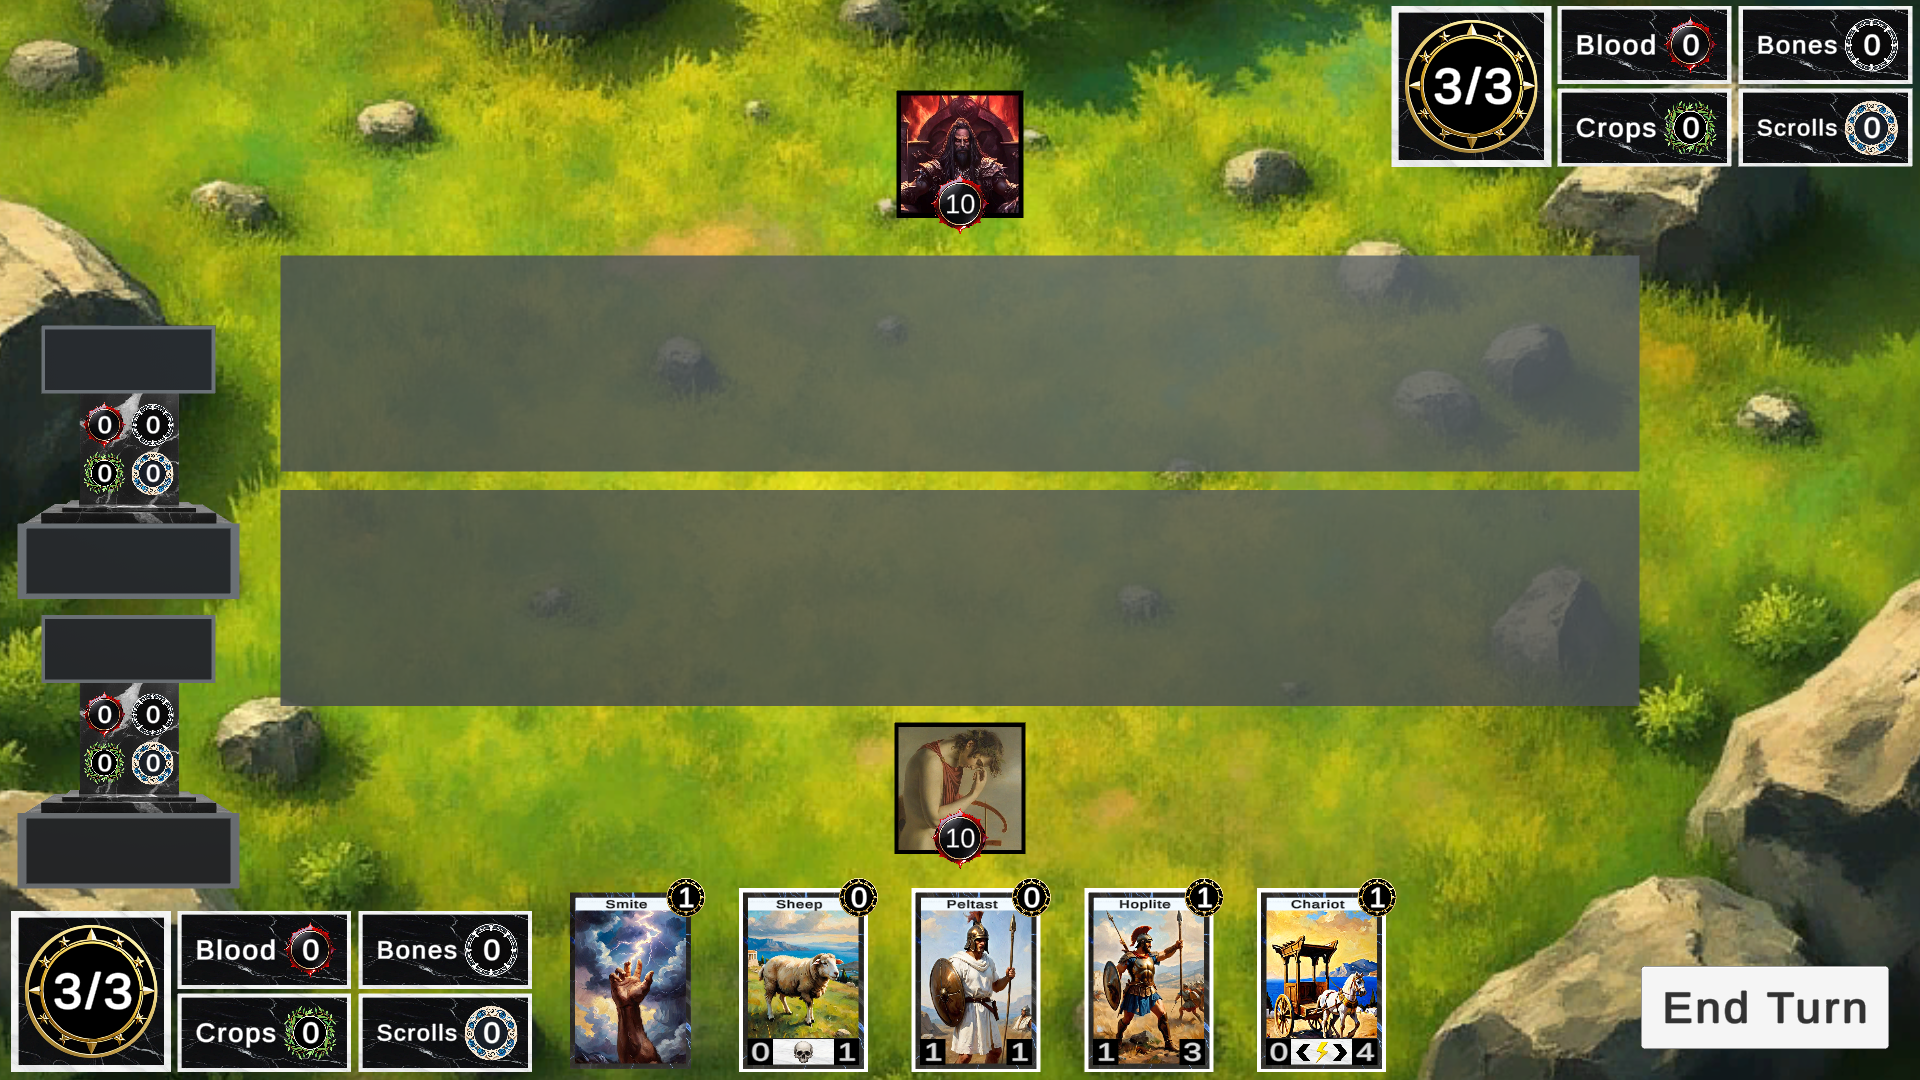 3/3
Blood 0
Bones 0
Crops 0
Scrolls 0
10
0 0
0 0
0 0
0 0
10
3/3
Blood 0
Bones 0
Crops 0
Scrolls 0
Smite 1
Sheep 0
0 1
Peltast 0
1 1
Hoplite 1
1 3
Chariot 1
0 4
End Turn